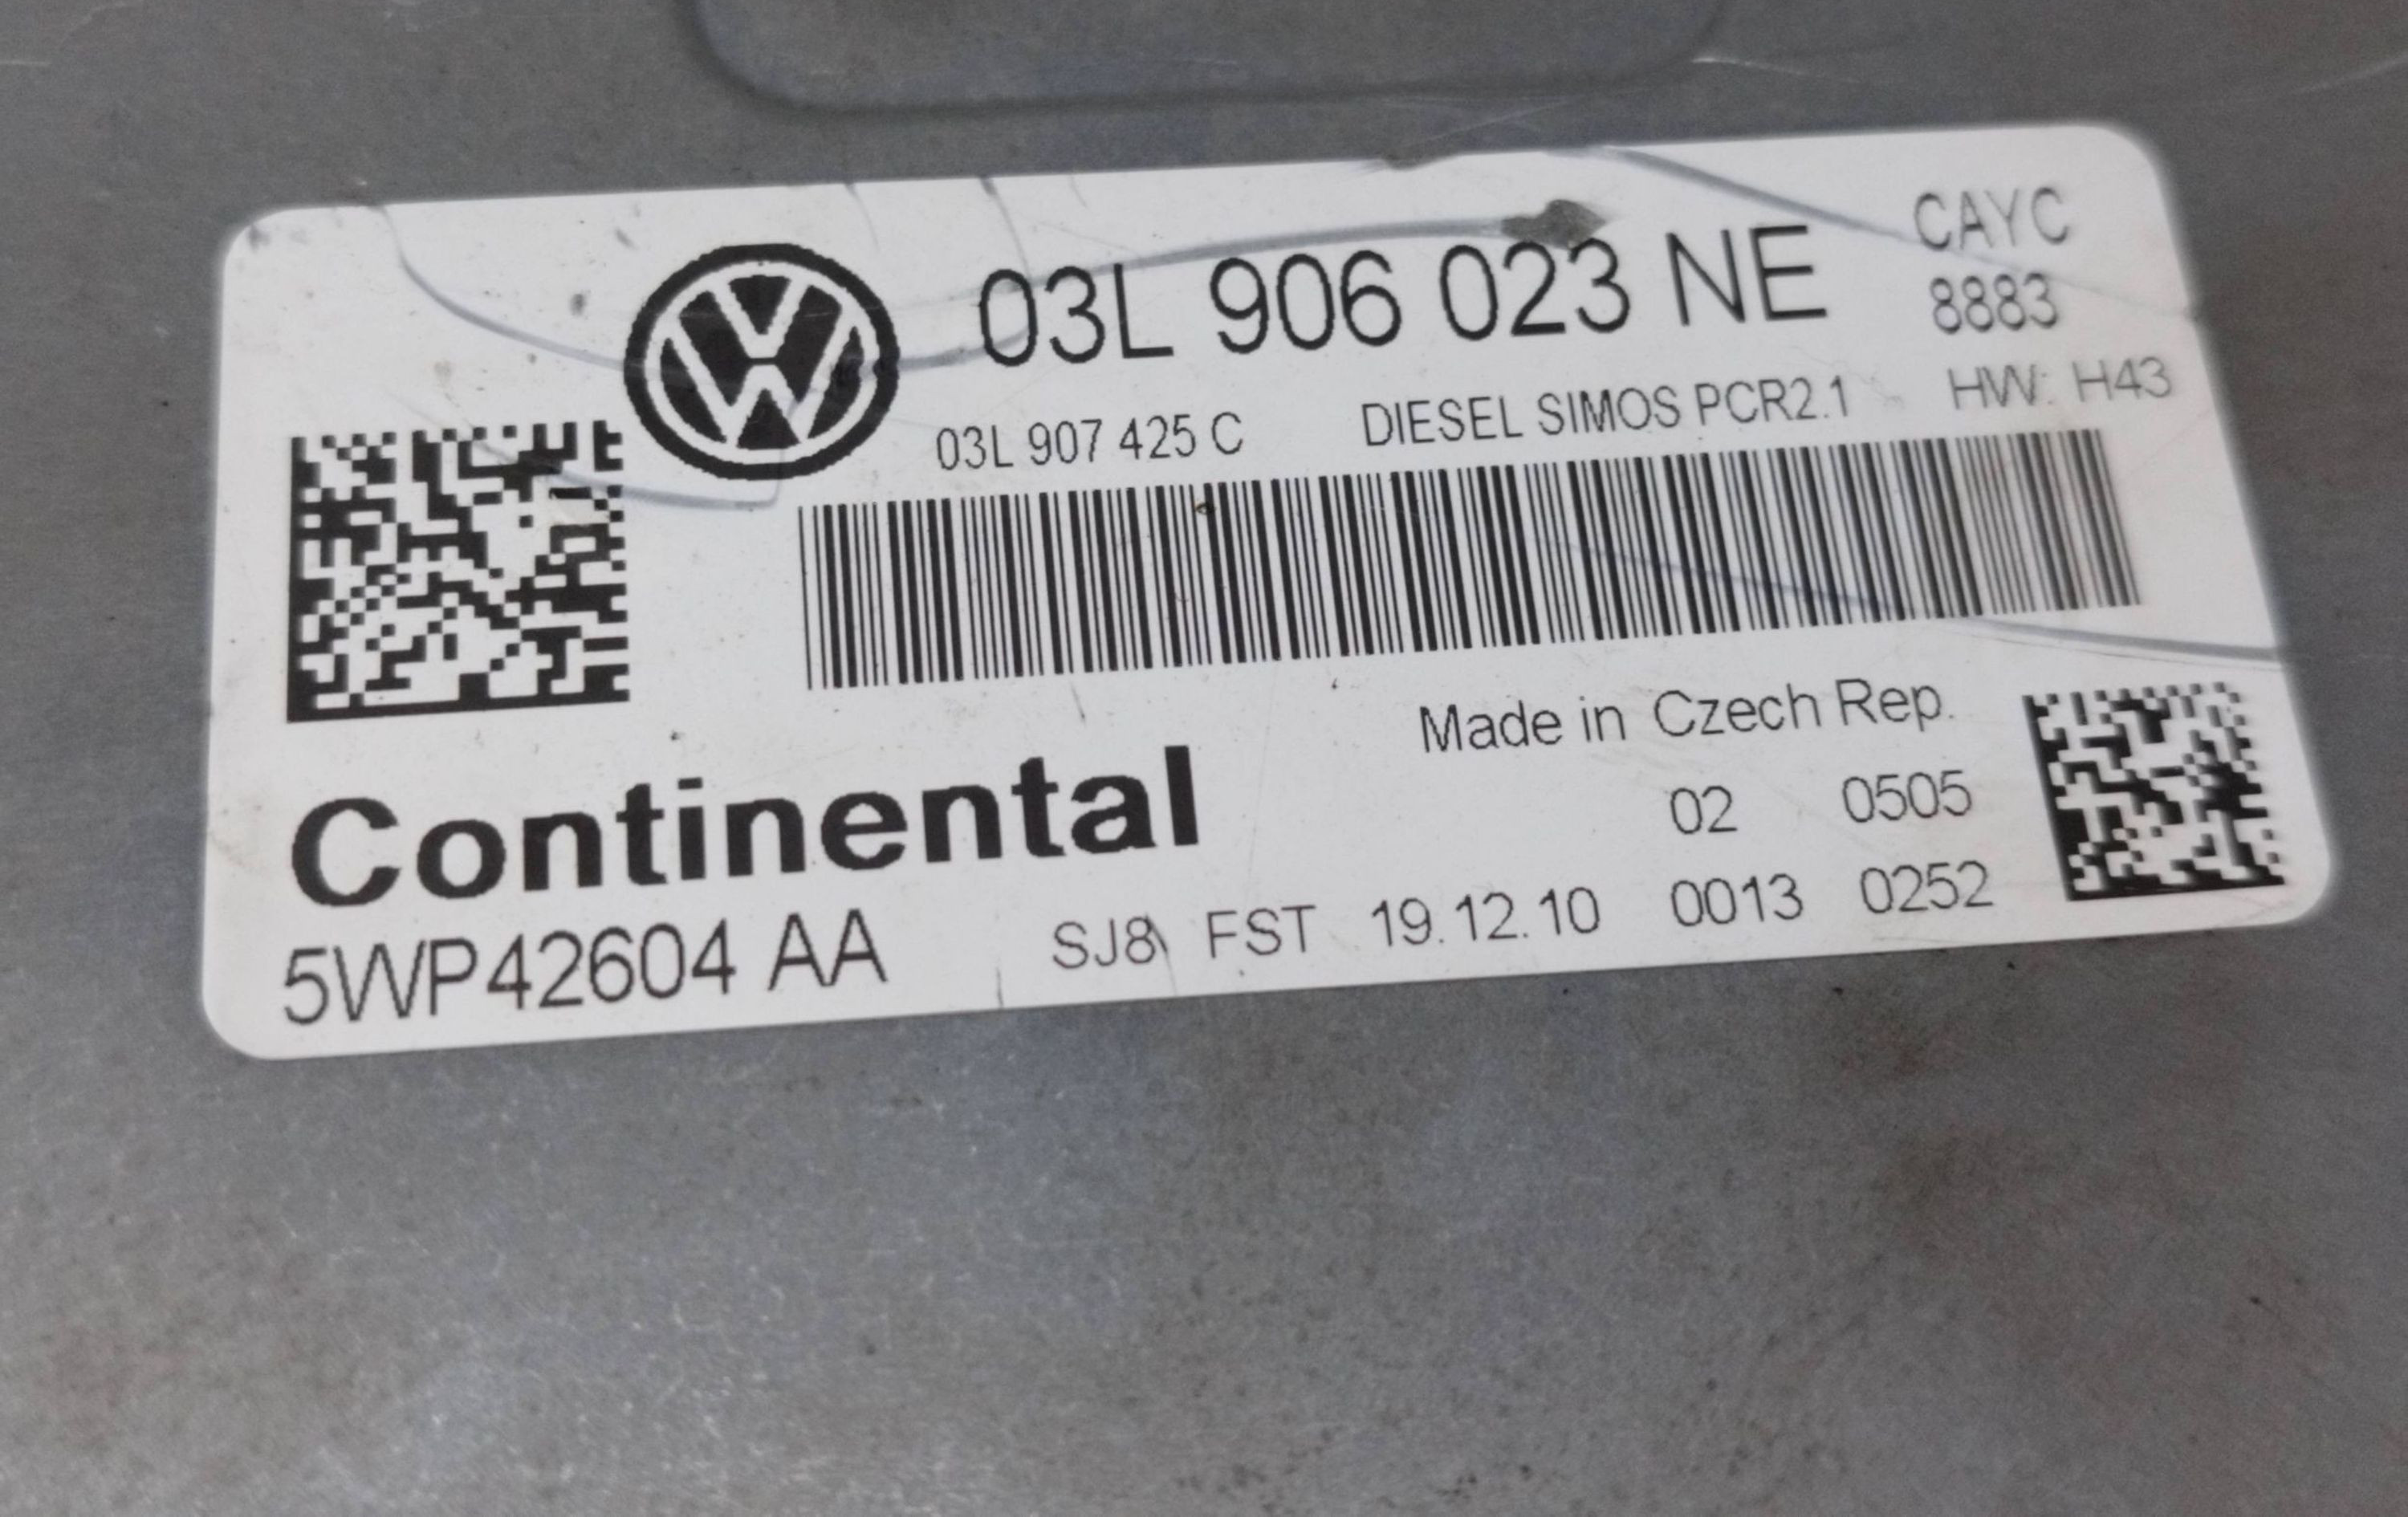 03L 906 023 NE
CAYC
8883
03L 907 425 C DIESEL SIMOS PCR2.1 HW: H43
Made in Czech Rep.
Continental
02 0505
5WP42604 AA SJ8 FST 19.12.10 0013 0252